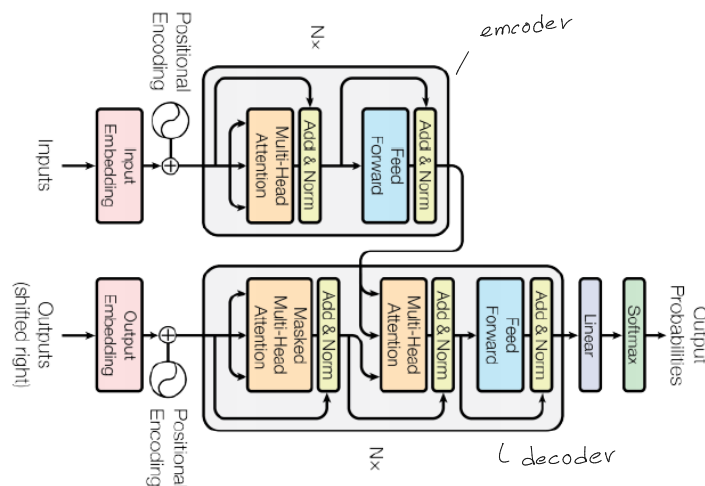 emcoder
Nx
Positional
Encoding
Inputs
Input
Embedding
Multi-Head
Attention
Add & Norm
Feed
Forward
Add & Norm
Outputs
(shifted right)
Output
Embedding
Positional
Encoding
Masked
Multi-Head
Attention
Add & Norm
Multi-Head
Attention
Add & Norm
Feed
Forward
Add & Norm
Linear
Softmax
Output
Probabilities
Nx
decoder